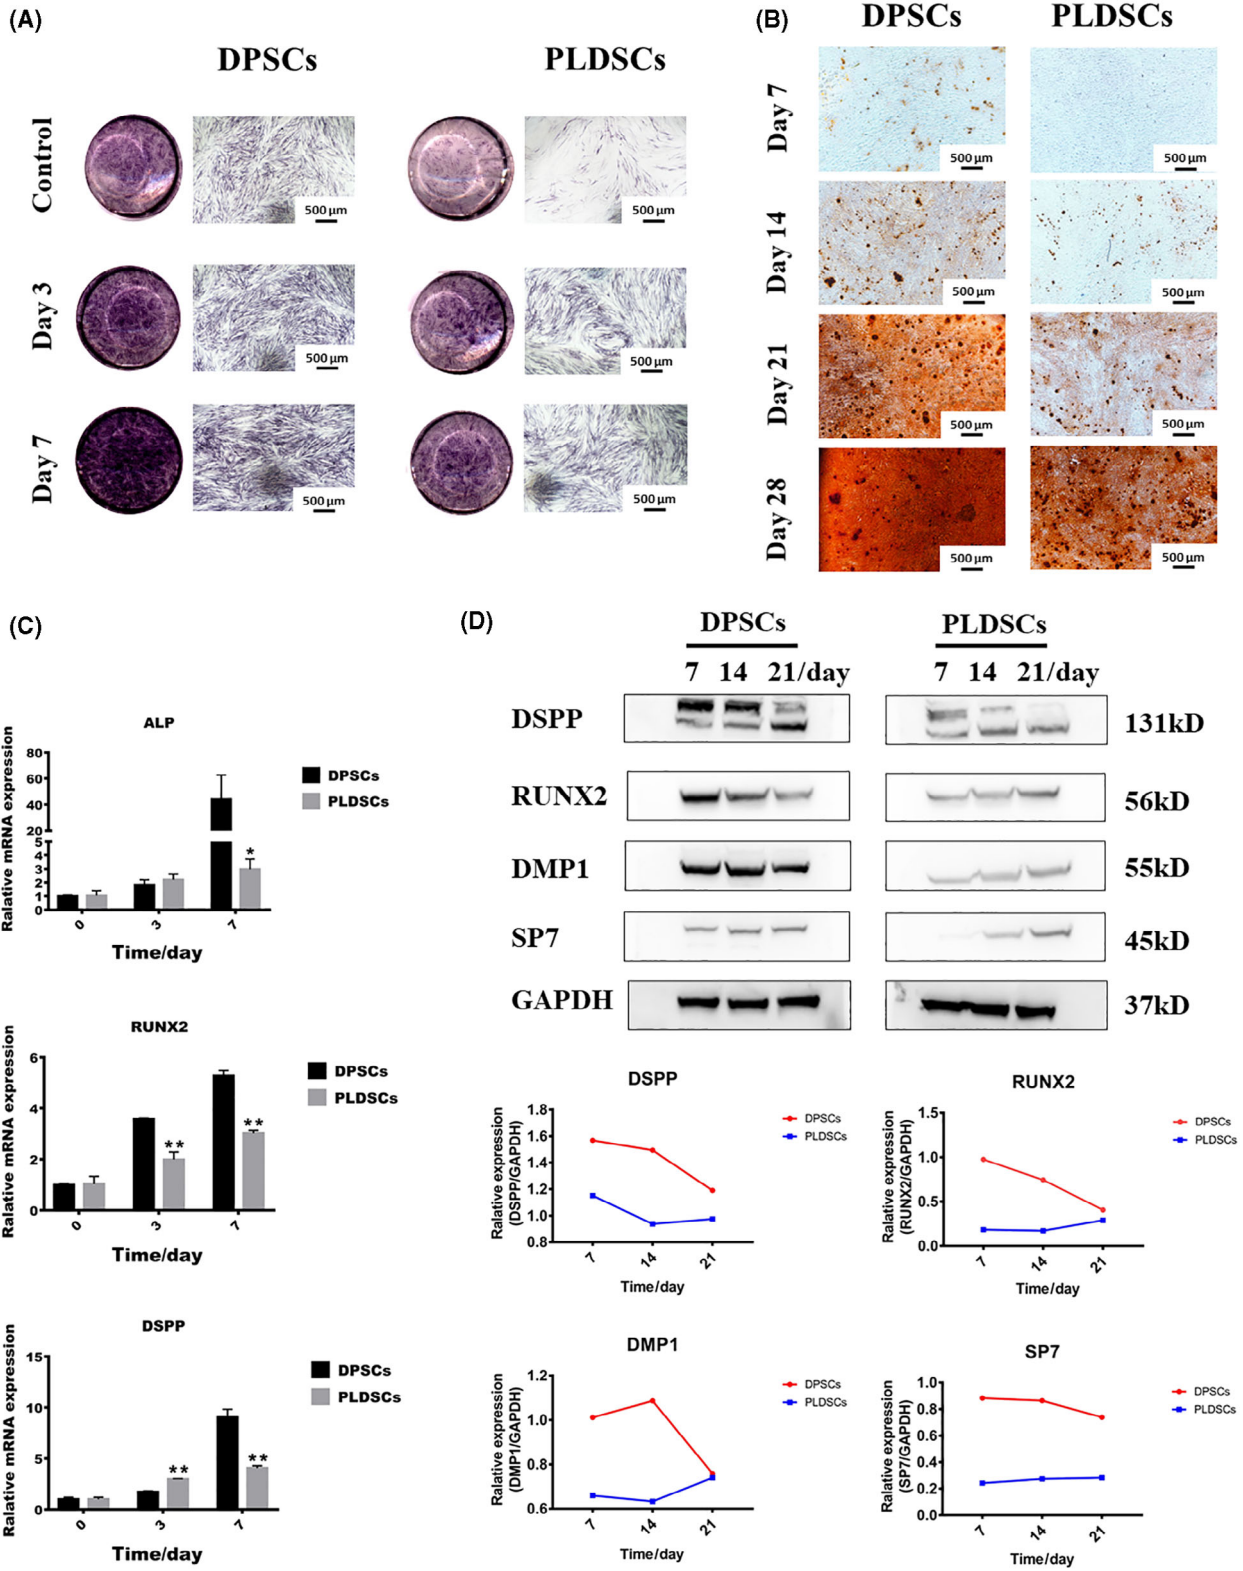 (A)
DPSCs PLDSCs
Control
500 µm 500 µm
Day 3
500 µm 500 µm
Day 7
500 µm 500 µm
(B)
DPSCs PLDSCs
Day 7
500 µm 500 µm
Day 14
500 µm 500 µm
Day 21
500 µm 500 µm
Day 28
500 µm 500 µm
(C)
ALP
Ralative mRNA expression
80
60
40
20
5
4
3
2
1
0
*
DPSCs
PLDSCs
0 3 7
Time/day
RUNX2
Ralative mRNA expression
6
4
2
0
** **
DPSCs
PLDSCs
0 3 7
Time/day
DSPP
Ralative mRNA expression
15
10
5
0
** **
DPSCs
PLDSCs
0 3 7
Time/day
(D)
DPSCs PLDSCs
7 14 21/day 7 14 21/day
DSPP 131kD
RUNX2 56kD
DMP1 55kD
SP7 45kD
GAPDH 37kD
DSPP
Ralative expression
(DSPP/GAPDH)
1.8
1.6
1.4
1.2
1.0
0.8
DPSCs
PLDSCs
7 14 21
Time/day
RUNX2
Ralative expression
(RUNX2/GAPDH)
1.5
1.0
0.5
0.0
DPSCs
PLDSCs
7 14 21
Time/day
DMP1
Relative expression
(DMP1/GAPDH)
1.2
1.0
0.8
0.6
DPSCs
PLDSCs
7 14 21
Time/day
SP7
Ralative expression
(SP7/GAPDH)
1.0
0.8
0.6
0.4
0.2
0.0
DPSCs
PLDSCs
7 14 21
Time/day